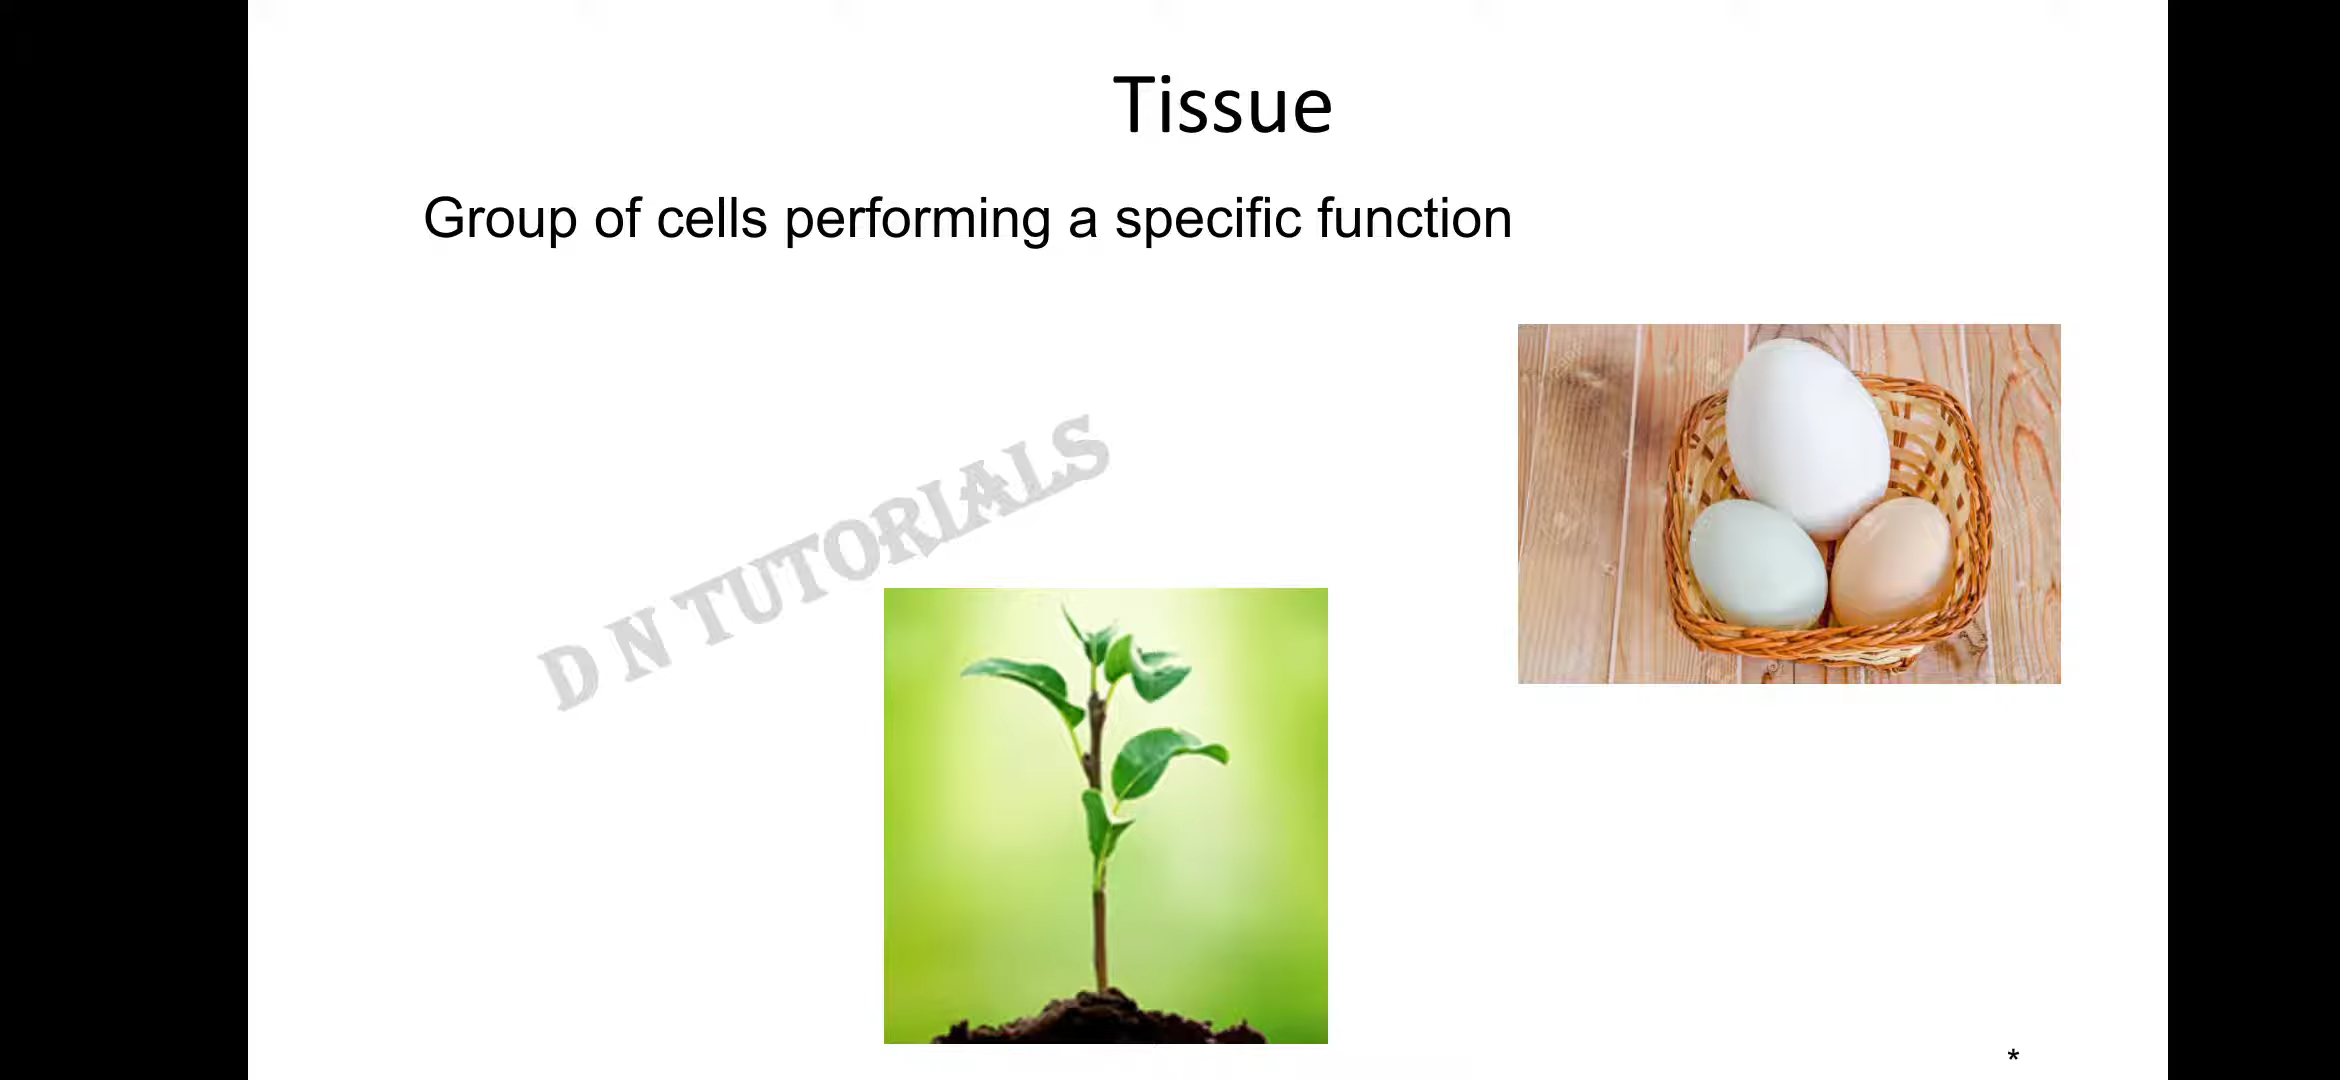 Tissue
Group of cells performing a specific function
D N TUTORIALS
*